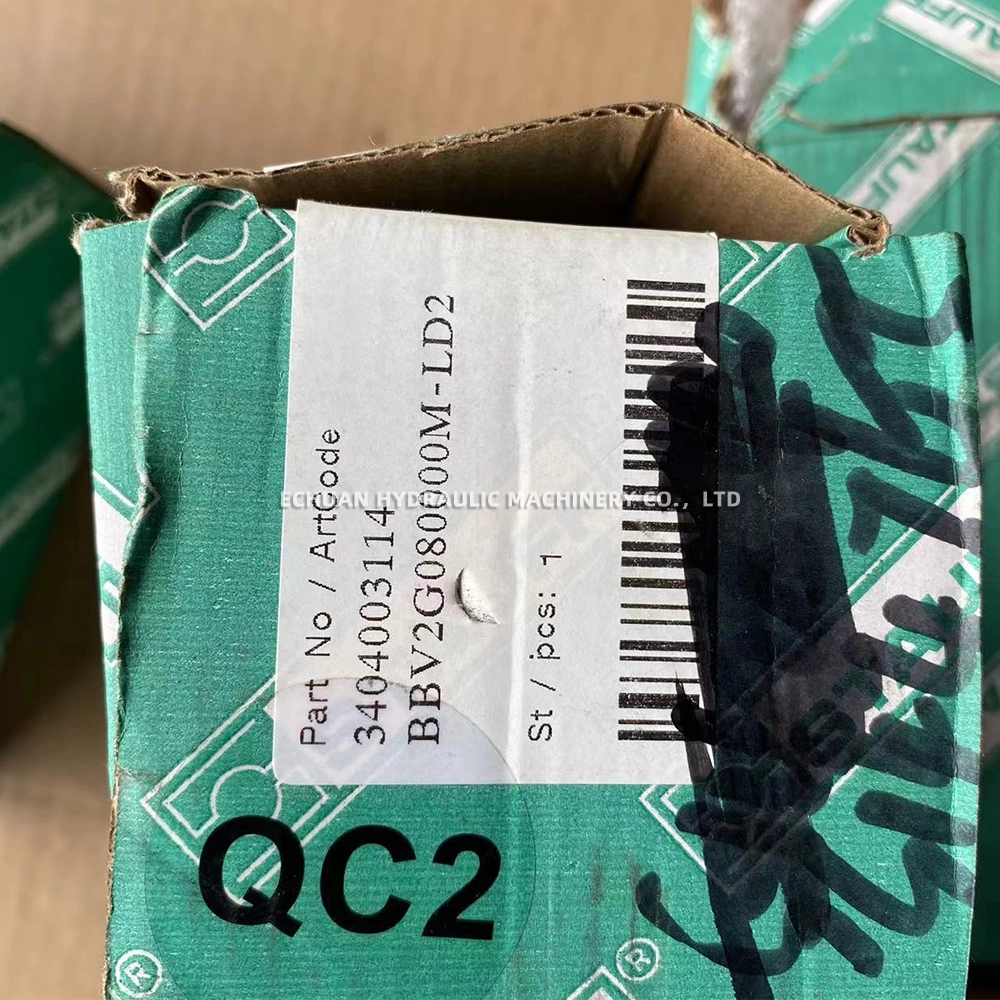 Part No / ArtCode
3404003114
BBV2G080000M-LD2
St / pcs: 1
ECHUAN HYDRAULIC MACHINERY CO., LTD
QC2
®
®